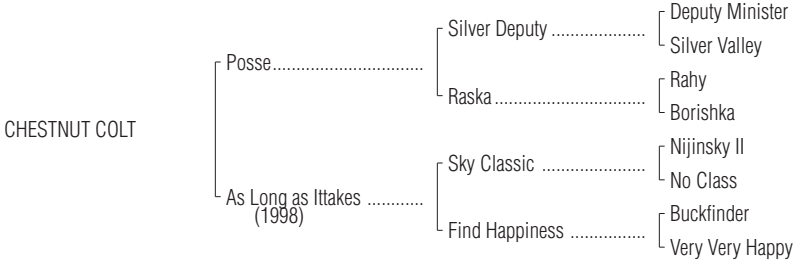 Deputy Minister
Silver Deputy .....................
Silver Valley
Posse................................
Rahy
Raska ................................
Borishka
CHESTNUT COLT
Nijinsky II
Sky Classic ......................
No Class
As Long as Ittakes ............
(1998)
Buckfinder
Find Happiness ................
Very Very Happy